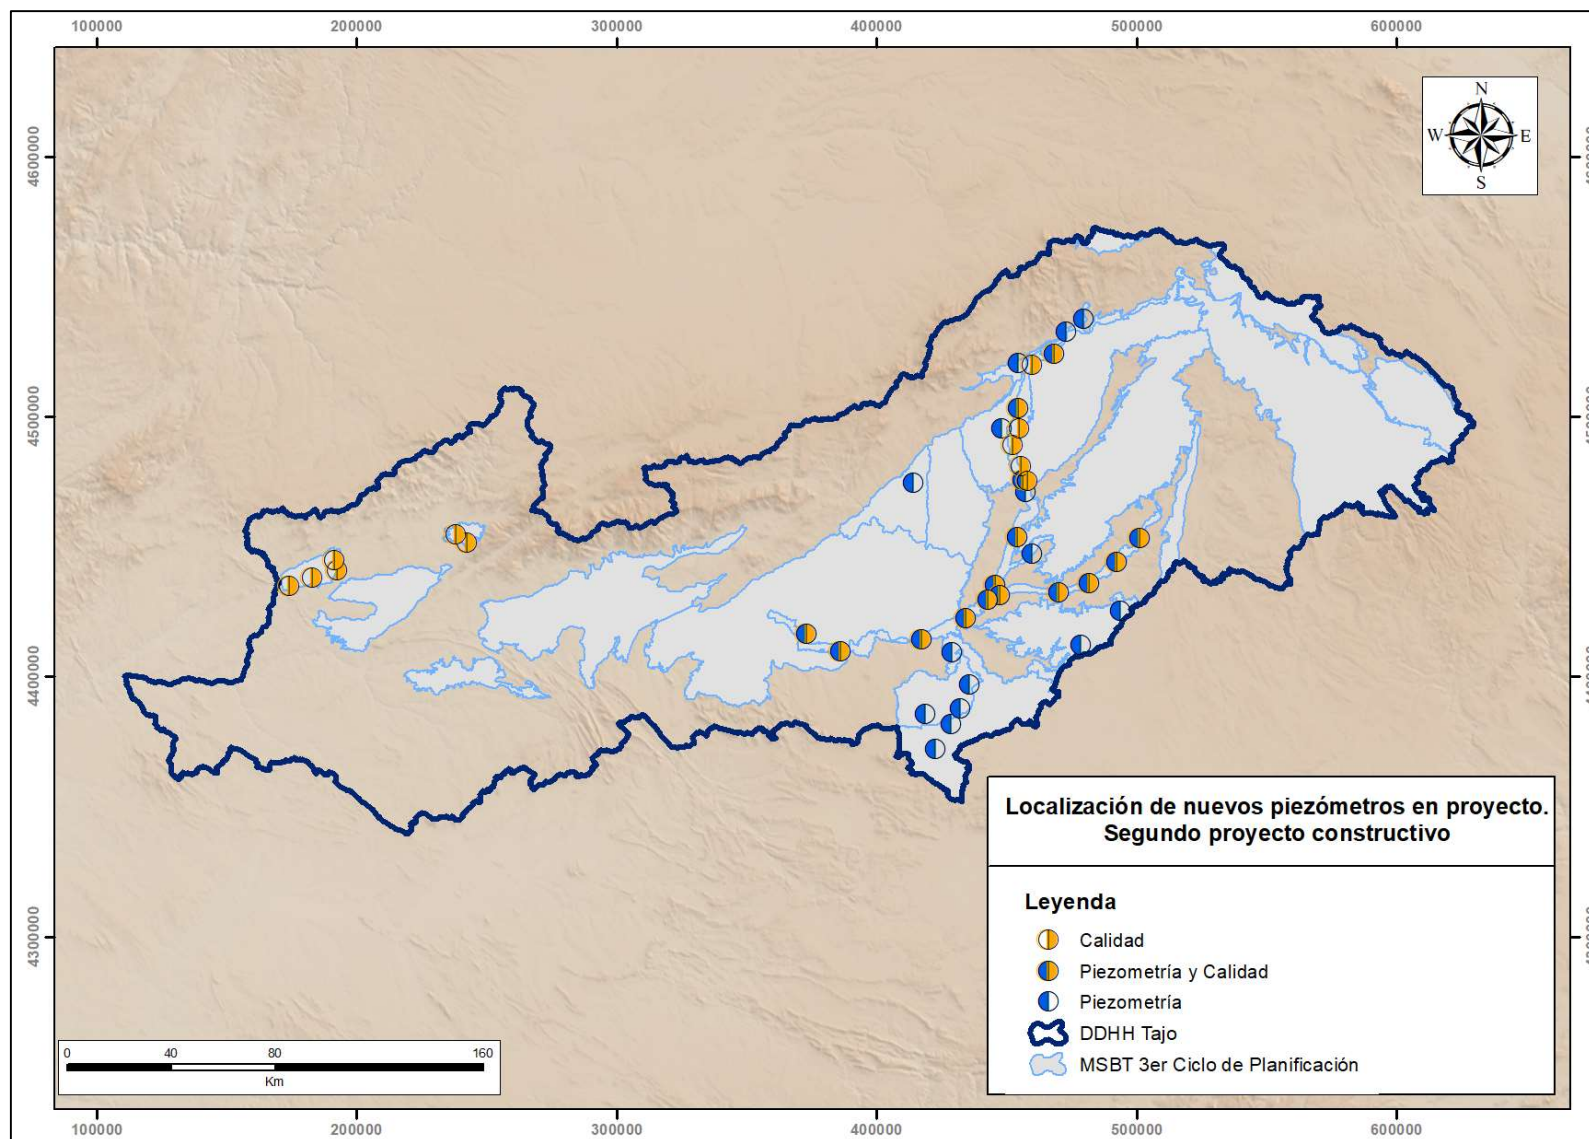 100000 200000 300000 400000 500000 600000
4600000
4500000
4400000
4300000
N
W E
S
Localización de nuevos piezómetros en proyecto.
Segundo proyecto constructivo
Leyenda
Calidad
Piezometría y Calidad
Piezometría
DDHH Tajo
MSBT 3er Ciclo de Planificación
0 40 80 160
Km
100000 200000 300000 400000 500000 600000